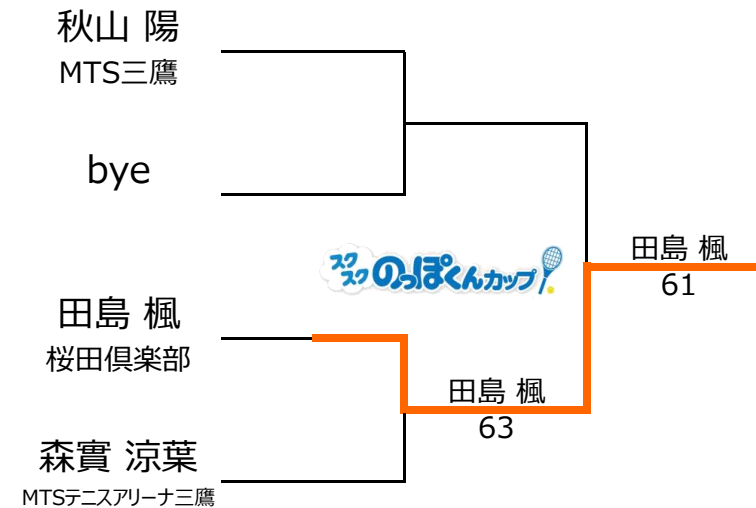 秋山 陽
MTS三鷹
bye
スクスク のっぽくんカップ!
田島 楓
61
田島 楓
桜田倶楽部
田島 楓
63
森實 涼葉
MTSテニスアリーナ三鷹